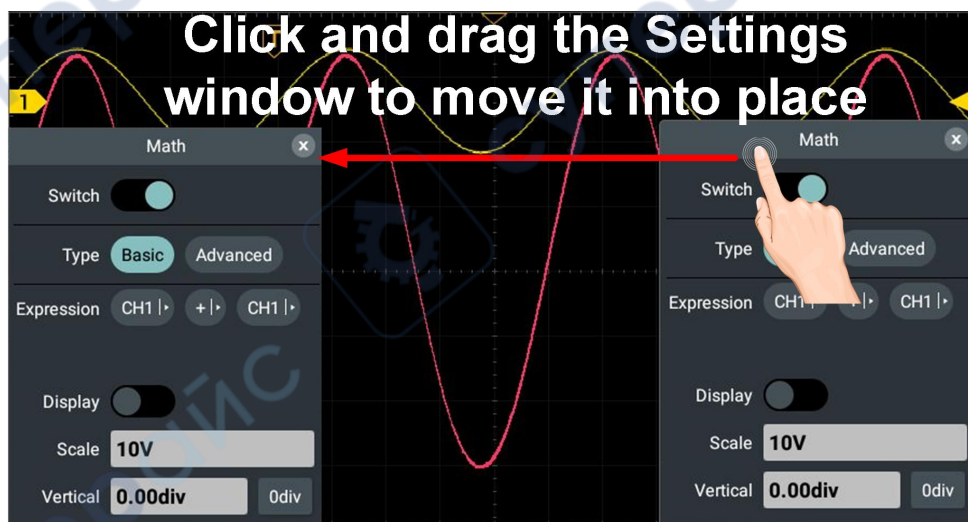 Click and drag the Settings
window to move it into place
1
Math x
Switch
Type Basic Advanced
Expression CH1 + CH1
Display
Scale 10V
Vertical 0.00div 0div
Math x
Switch
Type Advanced
Expression CH1 CH1
Display
Scale 10V
Vertical 0.00div 0div